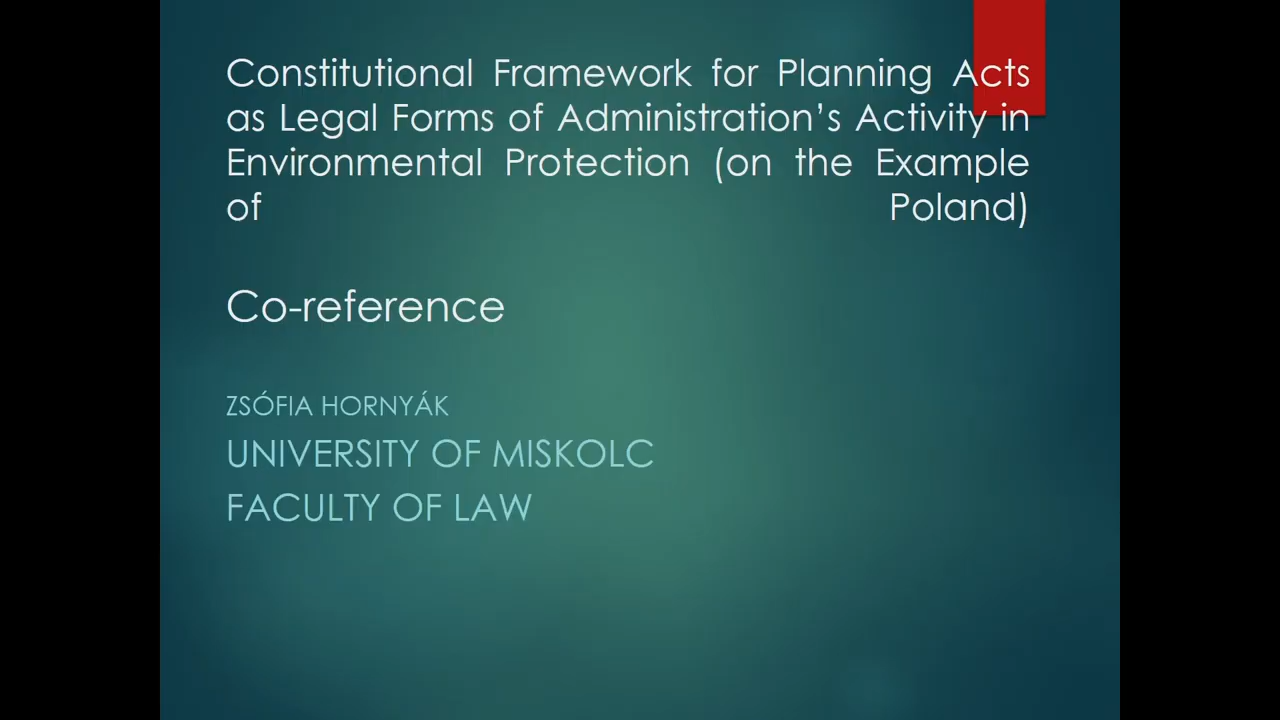 Constitutional Framework for Planning Acts
as Legal Forms of Administration's Activity in
Environmental Protection (on the Example
of Poland)
Co-reference
ZSÓFIA HORNYÁK
UNIVERSITY OF MISKOLC
FACULTY OF LAW